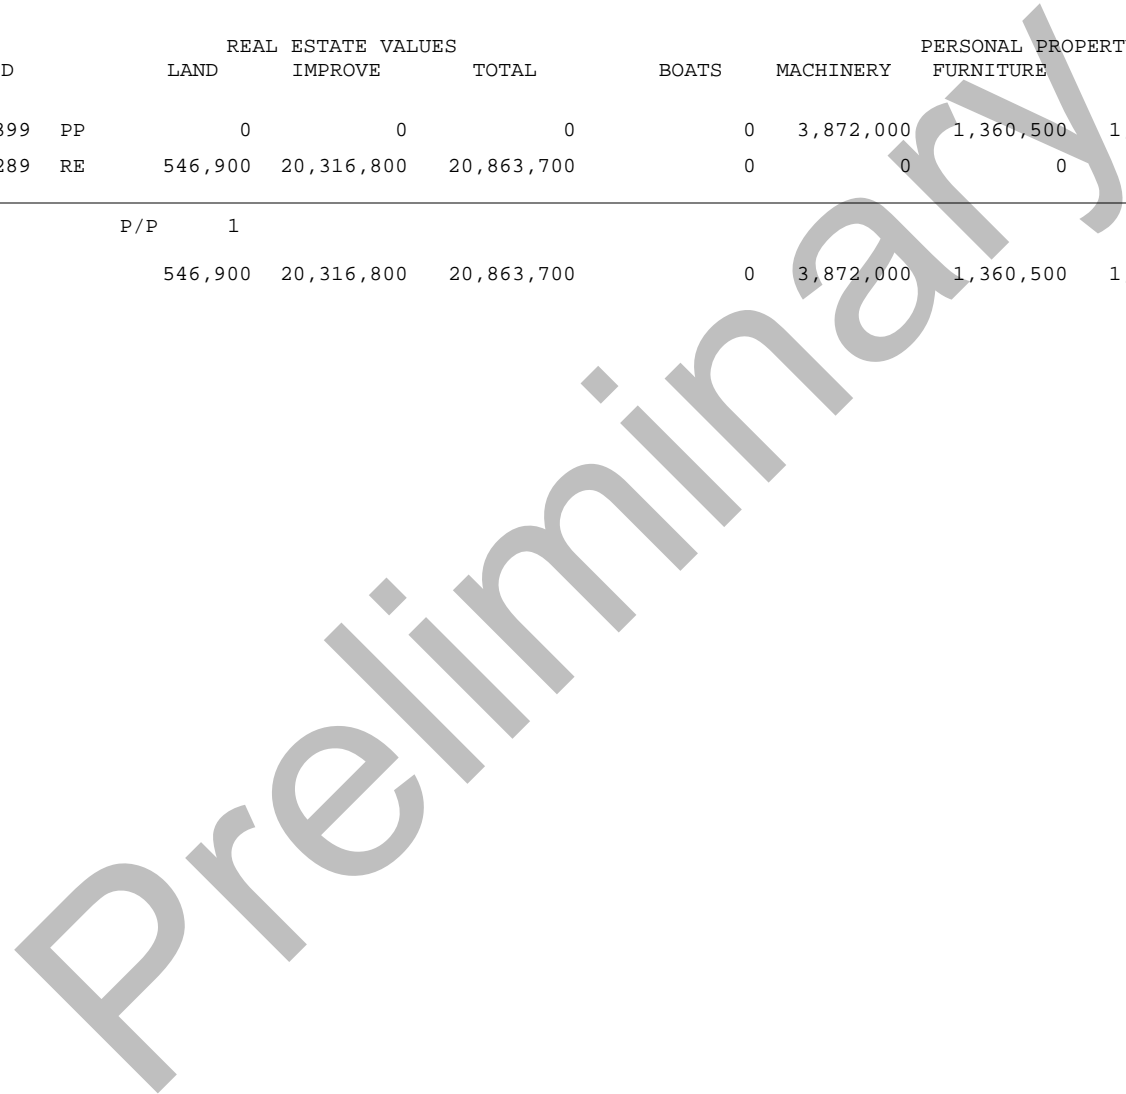 REAL ESTATE VALUES PERSONAL PROPERT
D LAND IMPROVE TOTAL BOATS MACHINERY FURNITURE
399 PP 0 0 0 0 3,872,000 1,360,500 1
289 RE 546,900 20,316,800 20,863,700 0 0 0
P/P 1
546,900 20,316,800 20,863,700 0 3,872,000 1,360,500 1
Preliminary